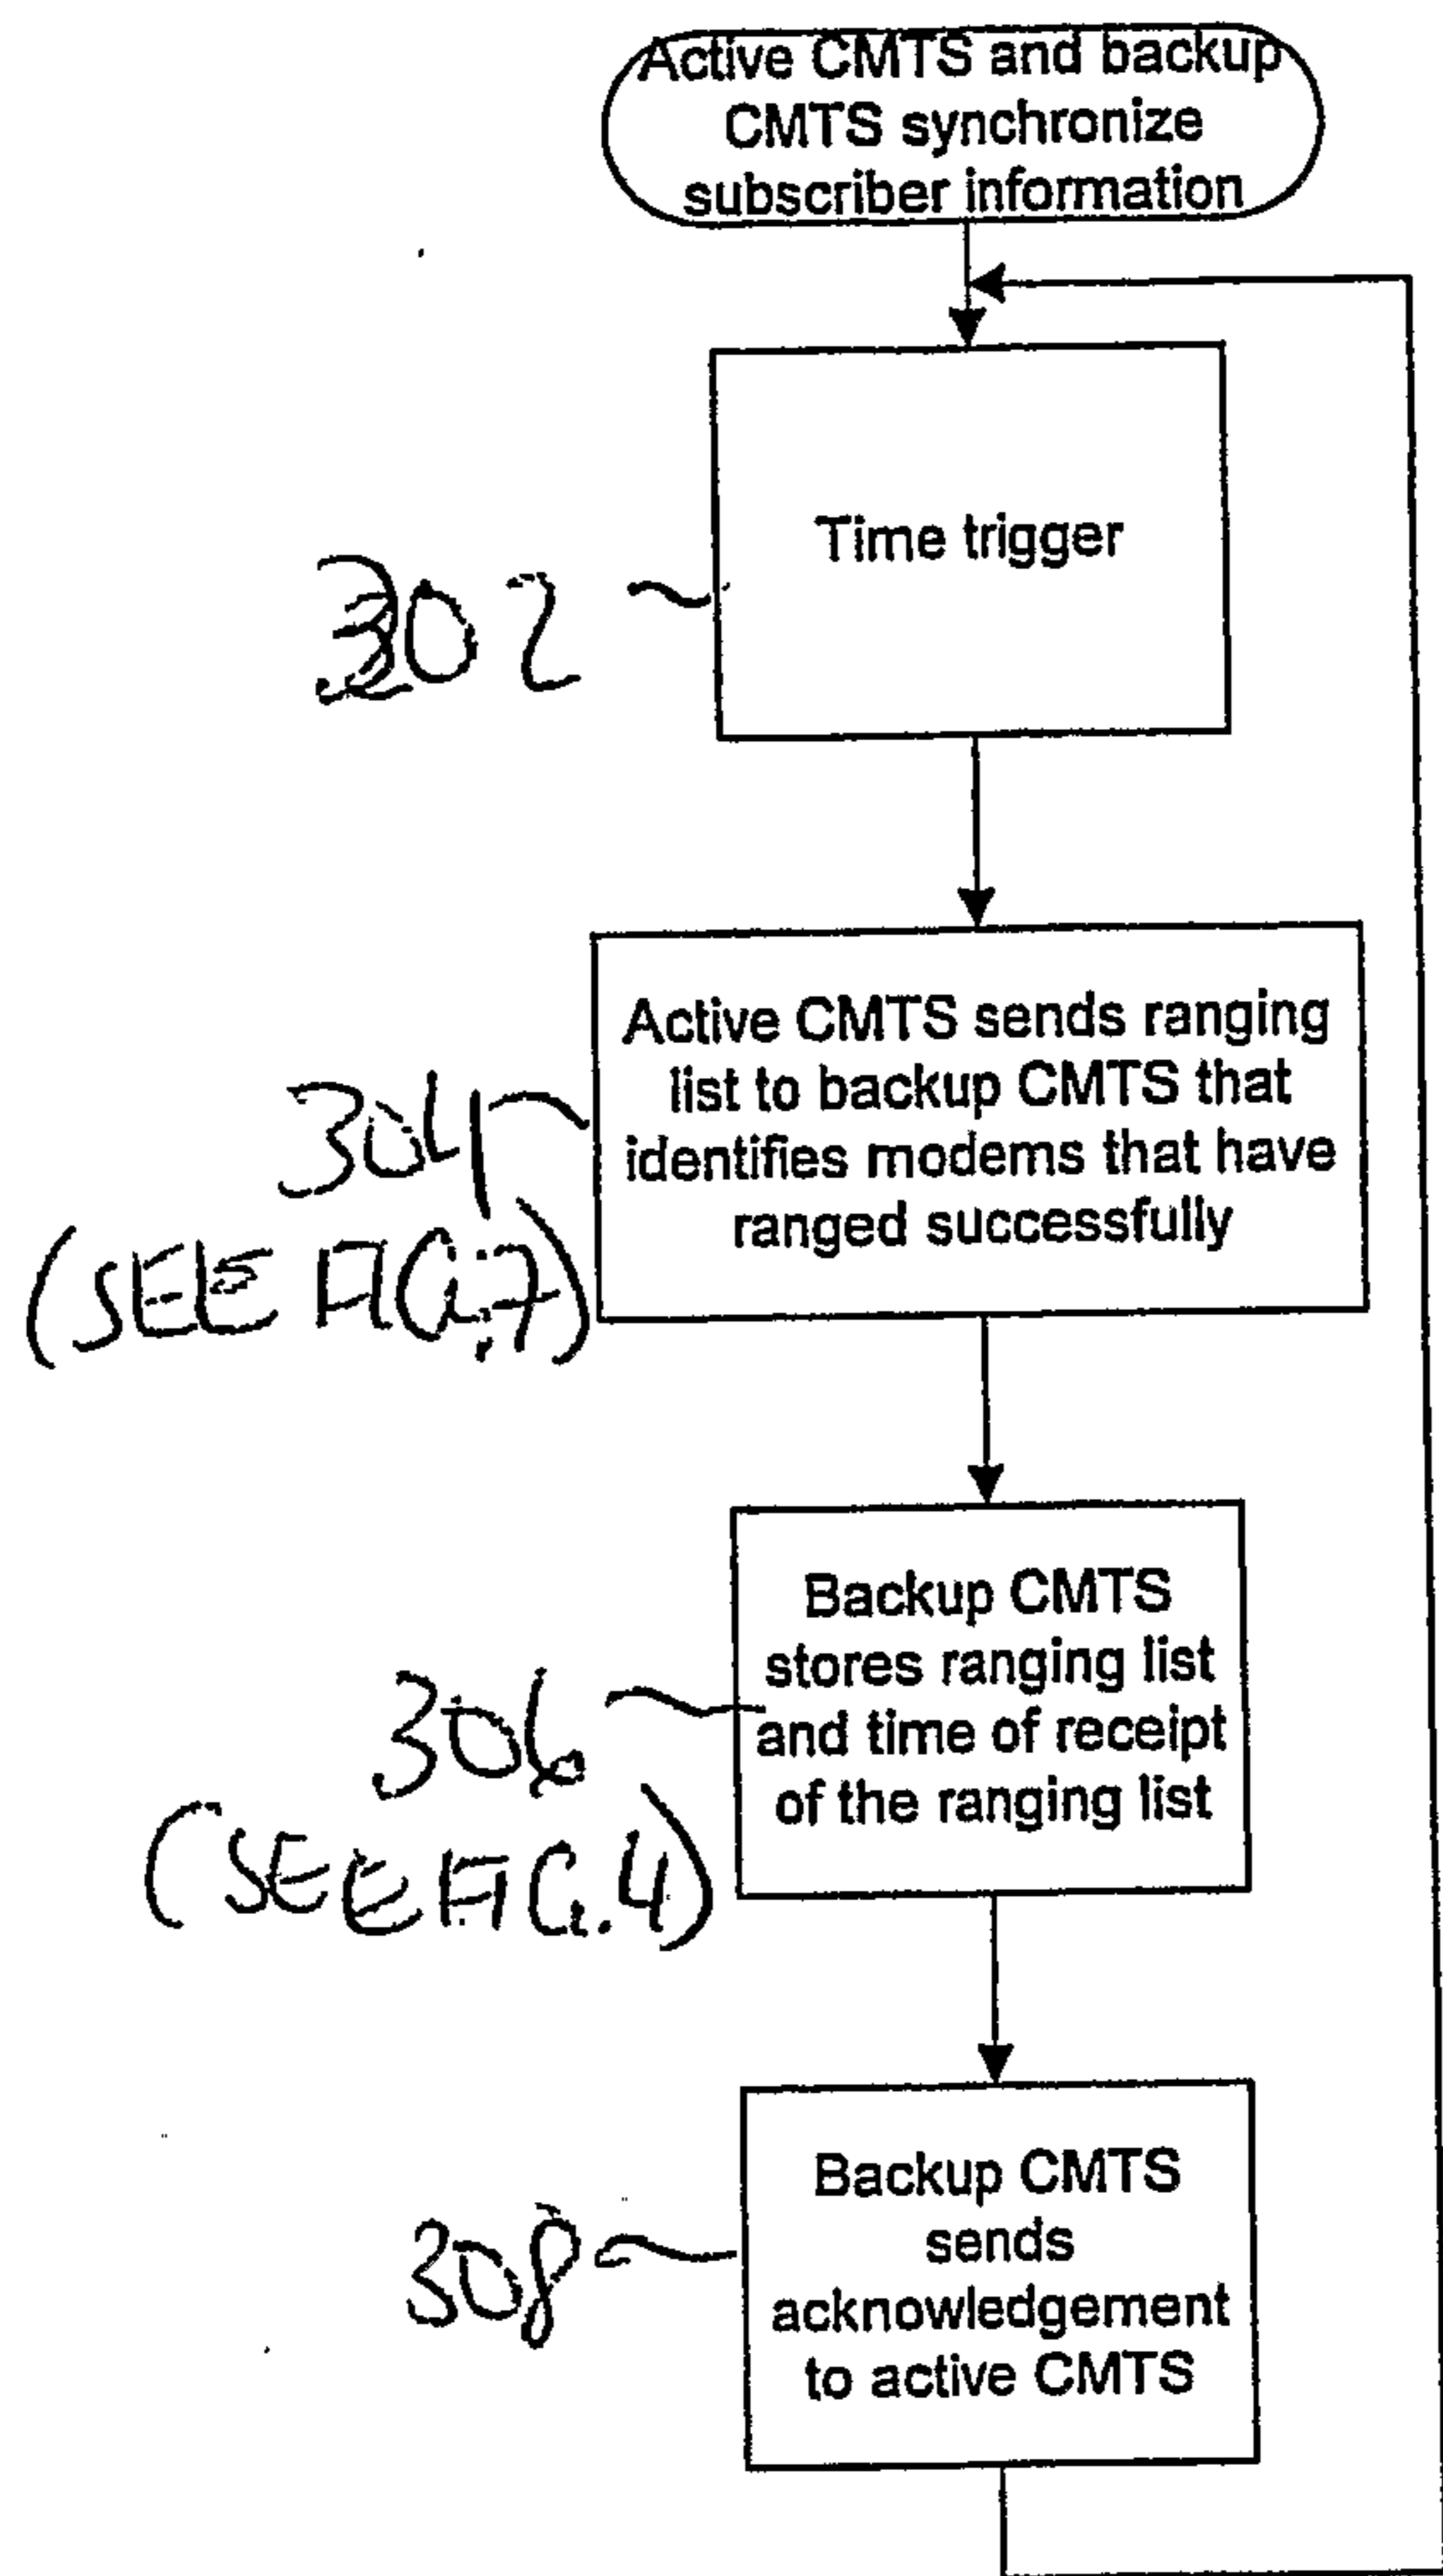 Active CMTS and backup
CMTS synchronize
subscriber information
Time trigger
302
Active CMTS sends ranging
list to backup CMTS that
identifies modems that have
ranged successfully
304
(SEE FIG. 7)
Backup CMTS
stores ranging list
and time of receipt
of the ranging list
306
(SEE FIG. 4)
Backup CMTS
sends
acknowledgement
to active CMTS
308